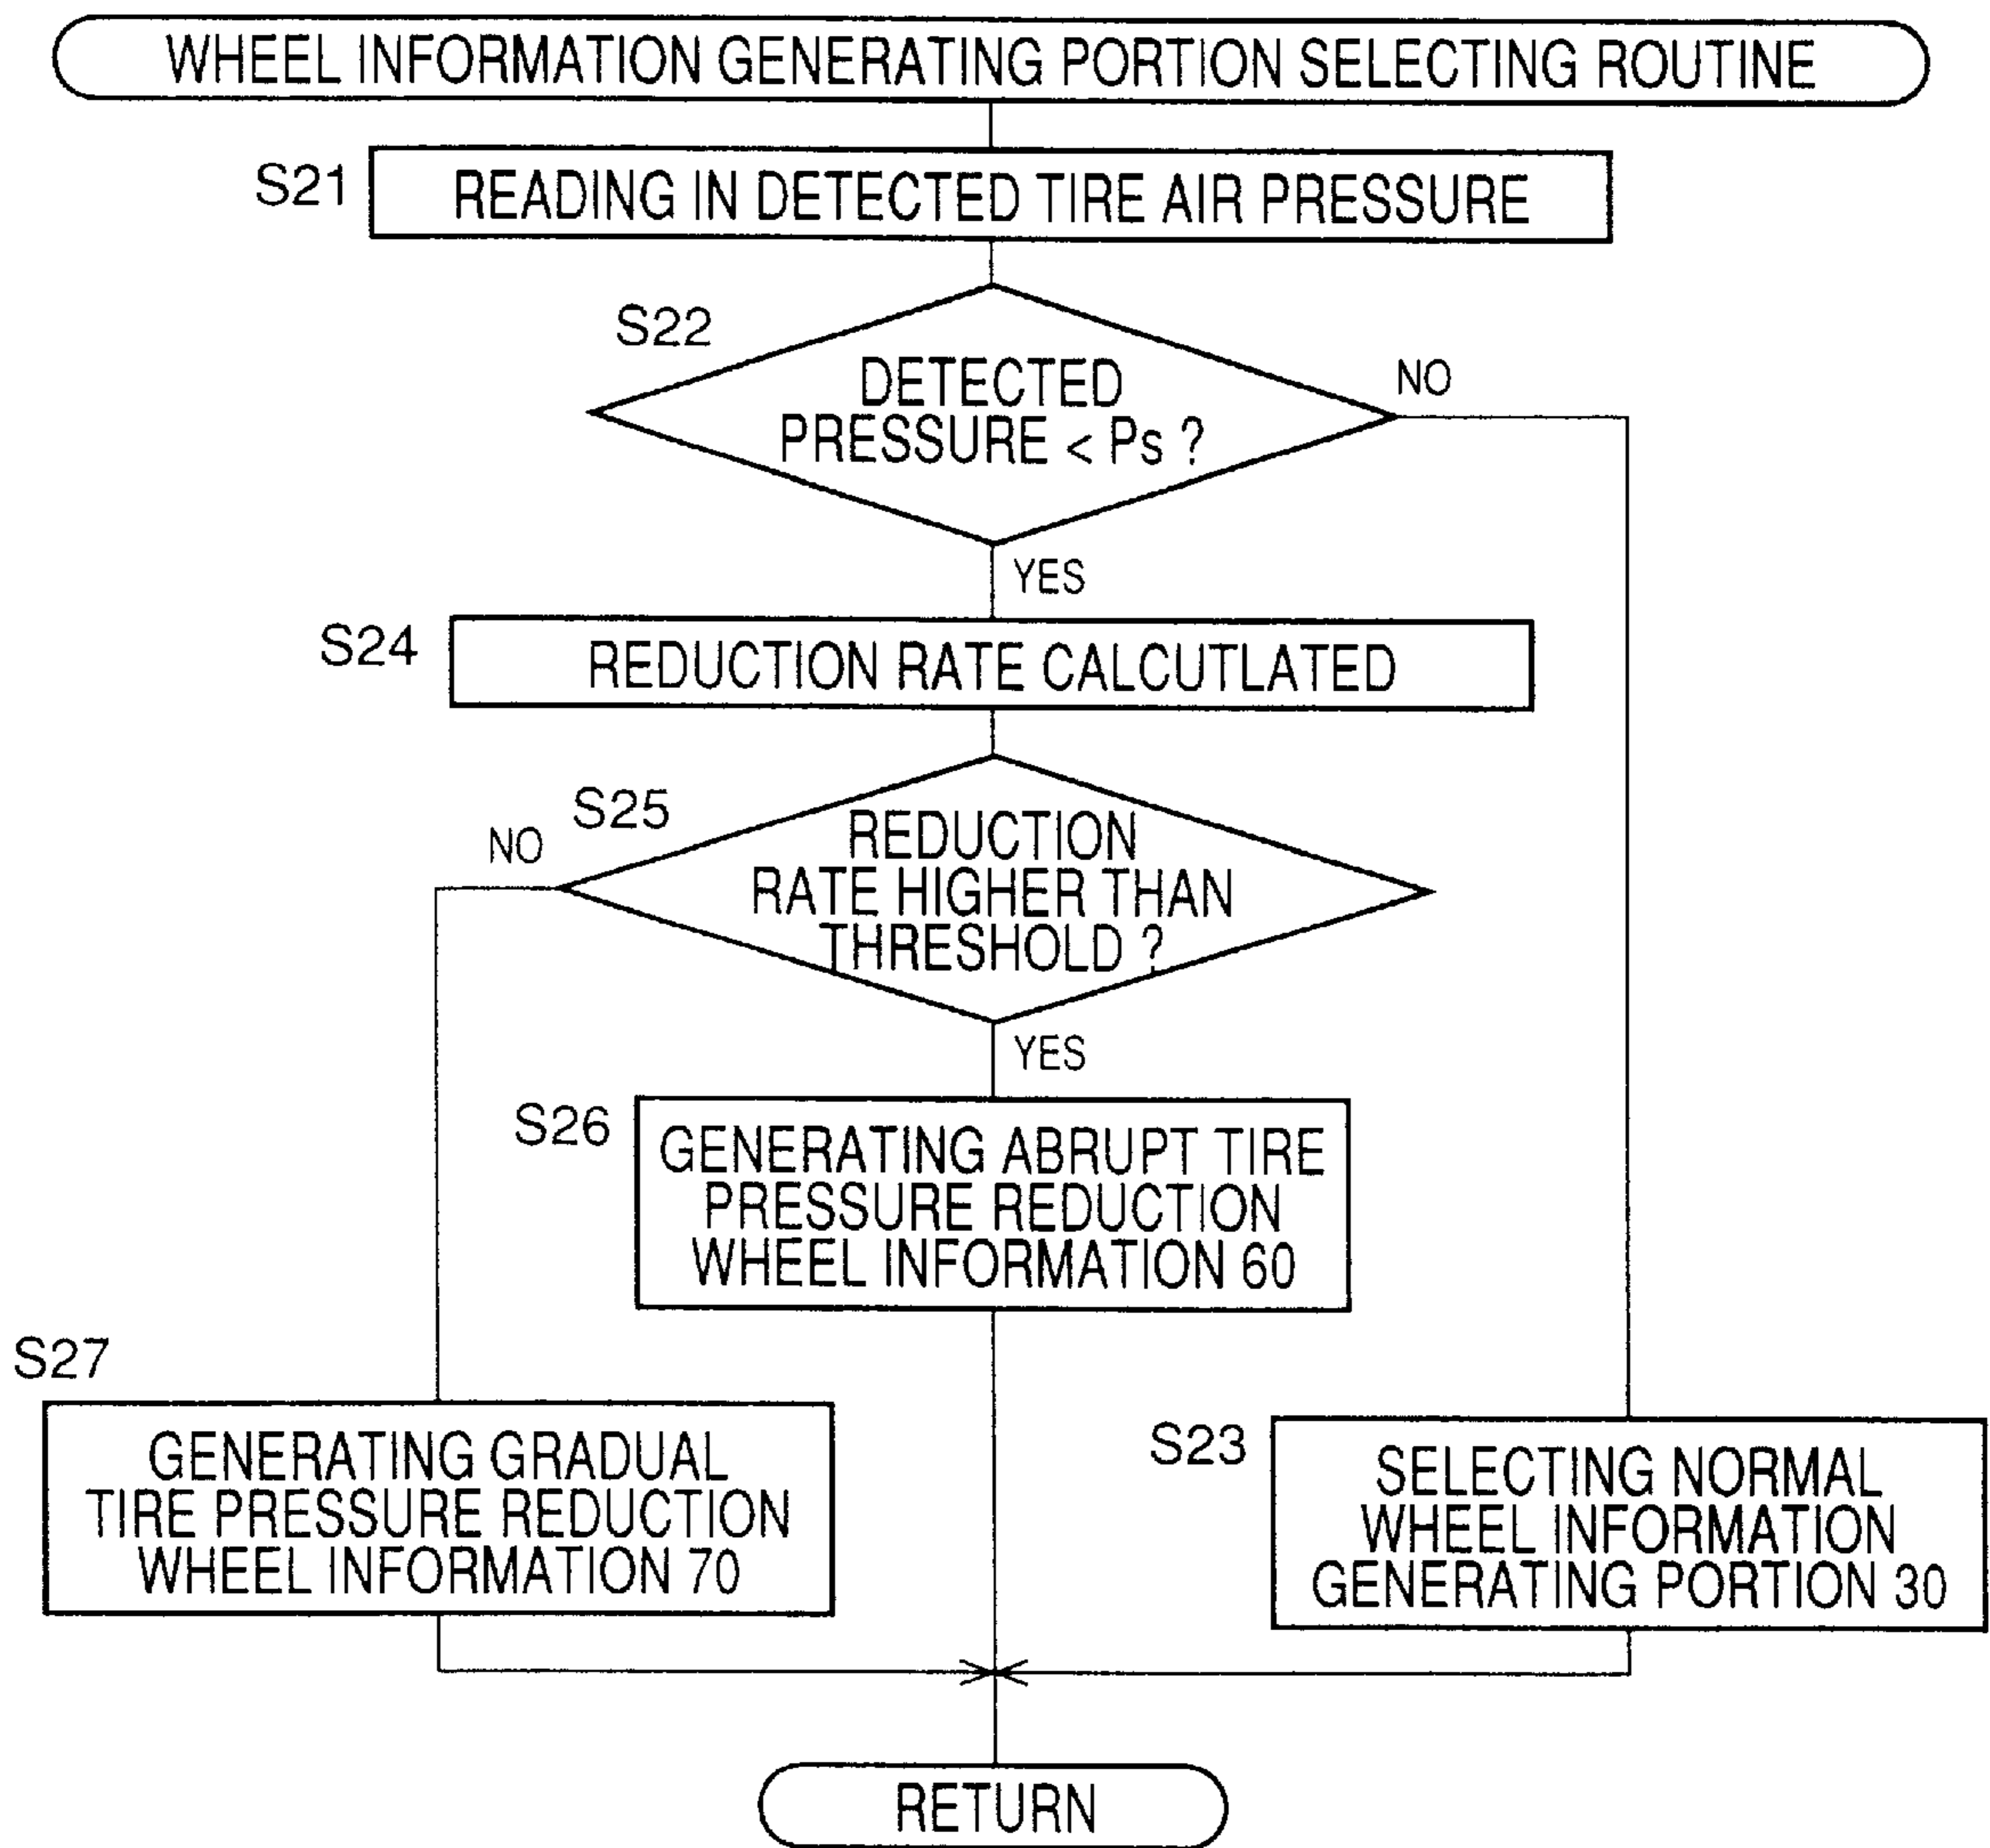 WHEEL INFORMATION GENERATING PORTION SELECTING ROUTINE
S21
READING IN DETECTED TIRE AIR PRESSURE
S22
DETECTED
PRESSURE < Ps ?
NO
YES
S24
REDUCTION RATE CALCUTLATED
S25
NO
REDUCTION
RATE HIGHER THAN
THRESHOLD ?
YES
S26
GENERATING ABRUPT TIRE
PRESSURE REDUCTION
WHEEL INFORMATION 60
S27
GENERATING GRADUAL
TIRE PRESSURE REDUCTION
WHEEL INFORMATION 70
S23
SELECTING NORMAL
WHEEL INFORMATION
GENERATING PORTION 30
RETURN